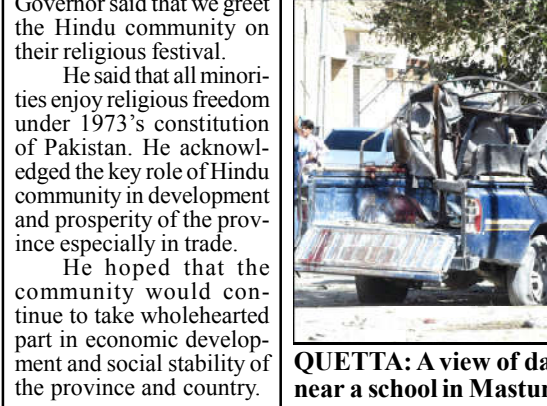 Governor said that we greet
the Hindu community on
their religious festival.
He said that all minori-
ties enjoy religious freedom
under 1973's constitution
of Pakistan. He acknowl-
edged the key role of Hindu
community in development
and prosperity of the prov-
ince especially in trade.
He hoped that the
community would con-
tinue to take wholehearted
part in economic develop-
ment and social stability of
the province and country.
QUETTA: A view of da
near a school in Mastun